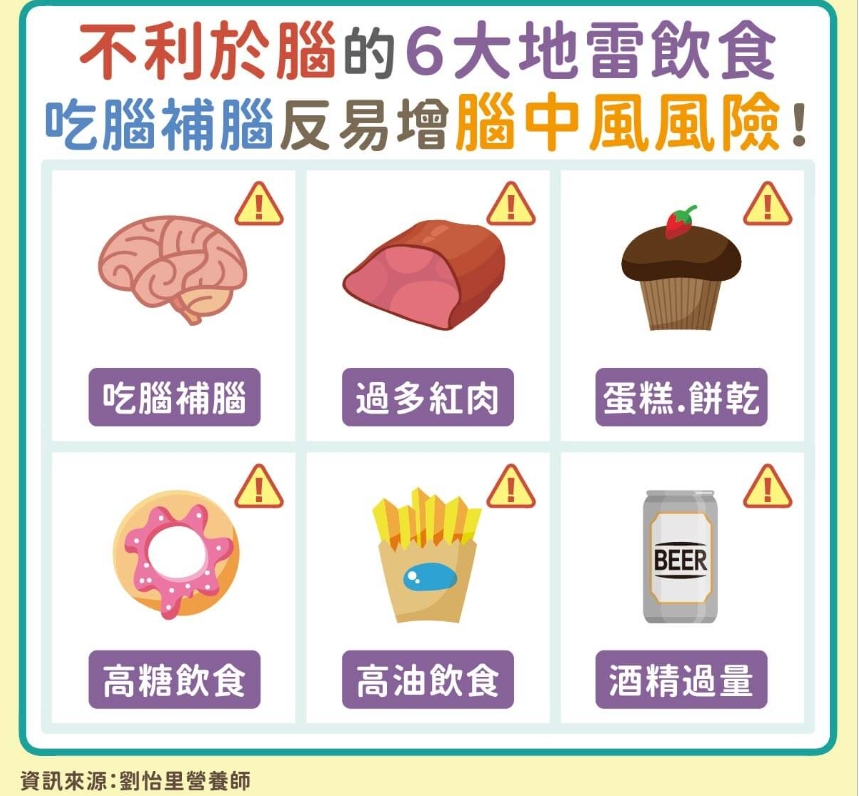 不利於腦的6大地雷飲食
吃腦補腦反易增腦中風風險!
吃腦補腦
過多紅肉
蛋糕.餅乾
高糖飲食
高油飲食
BEER
酒精過量
資訊來源:劉怡里營養師